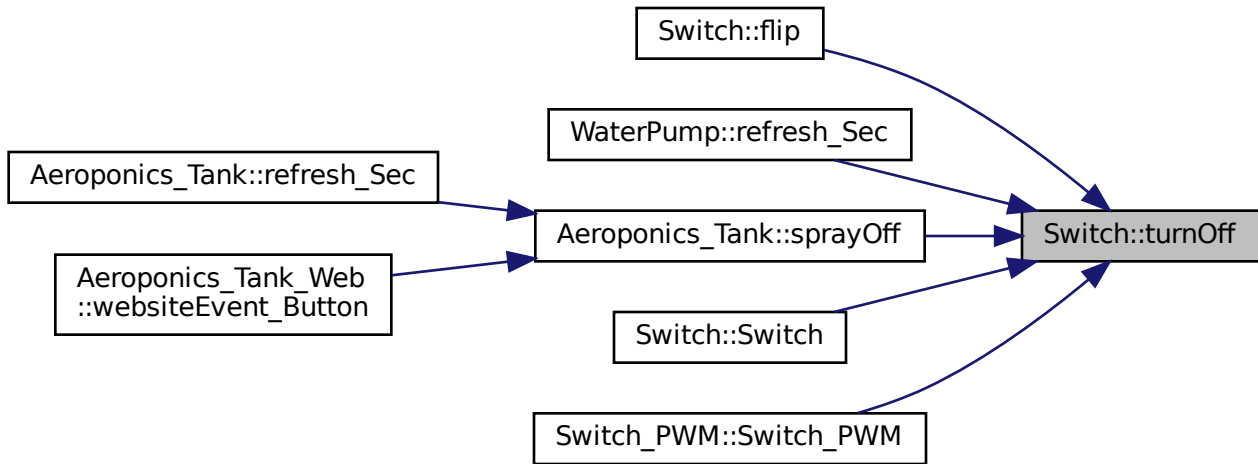 Switch::flip
WaterPump::refresh_Sec
Aeroponics_Tank::refresh_Sec
Aeroponics_Tank::sprayOff
Switch::turnOff
Aeroponics_Tank_Web
::websiteEvent_Button
Switch::Switch
Switch_PWM::Switch_PWM